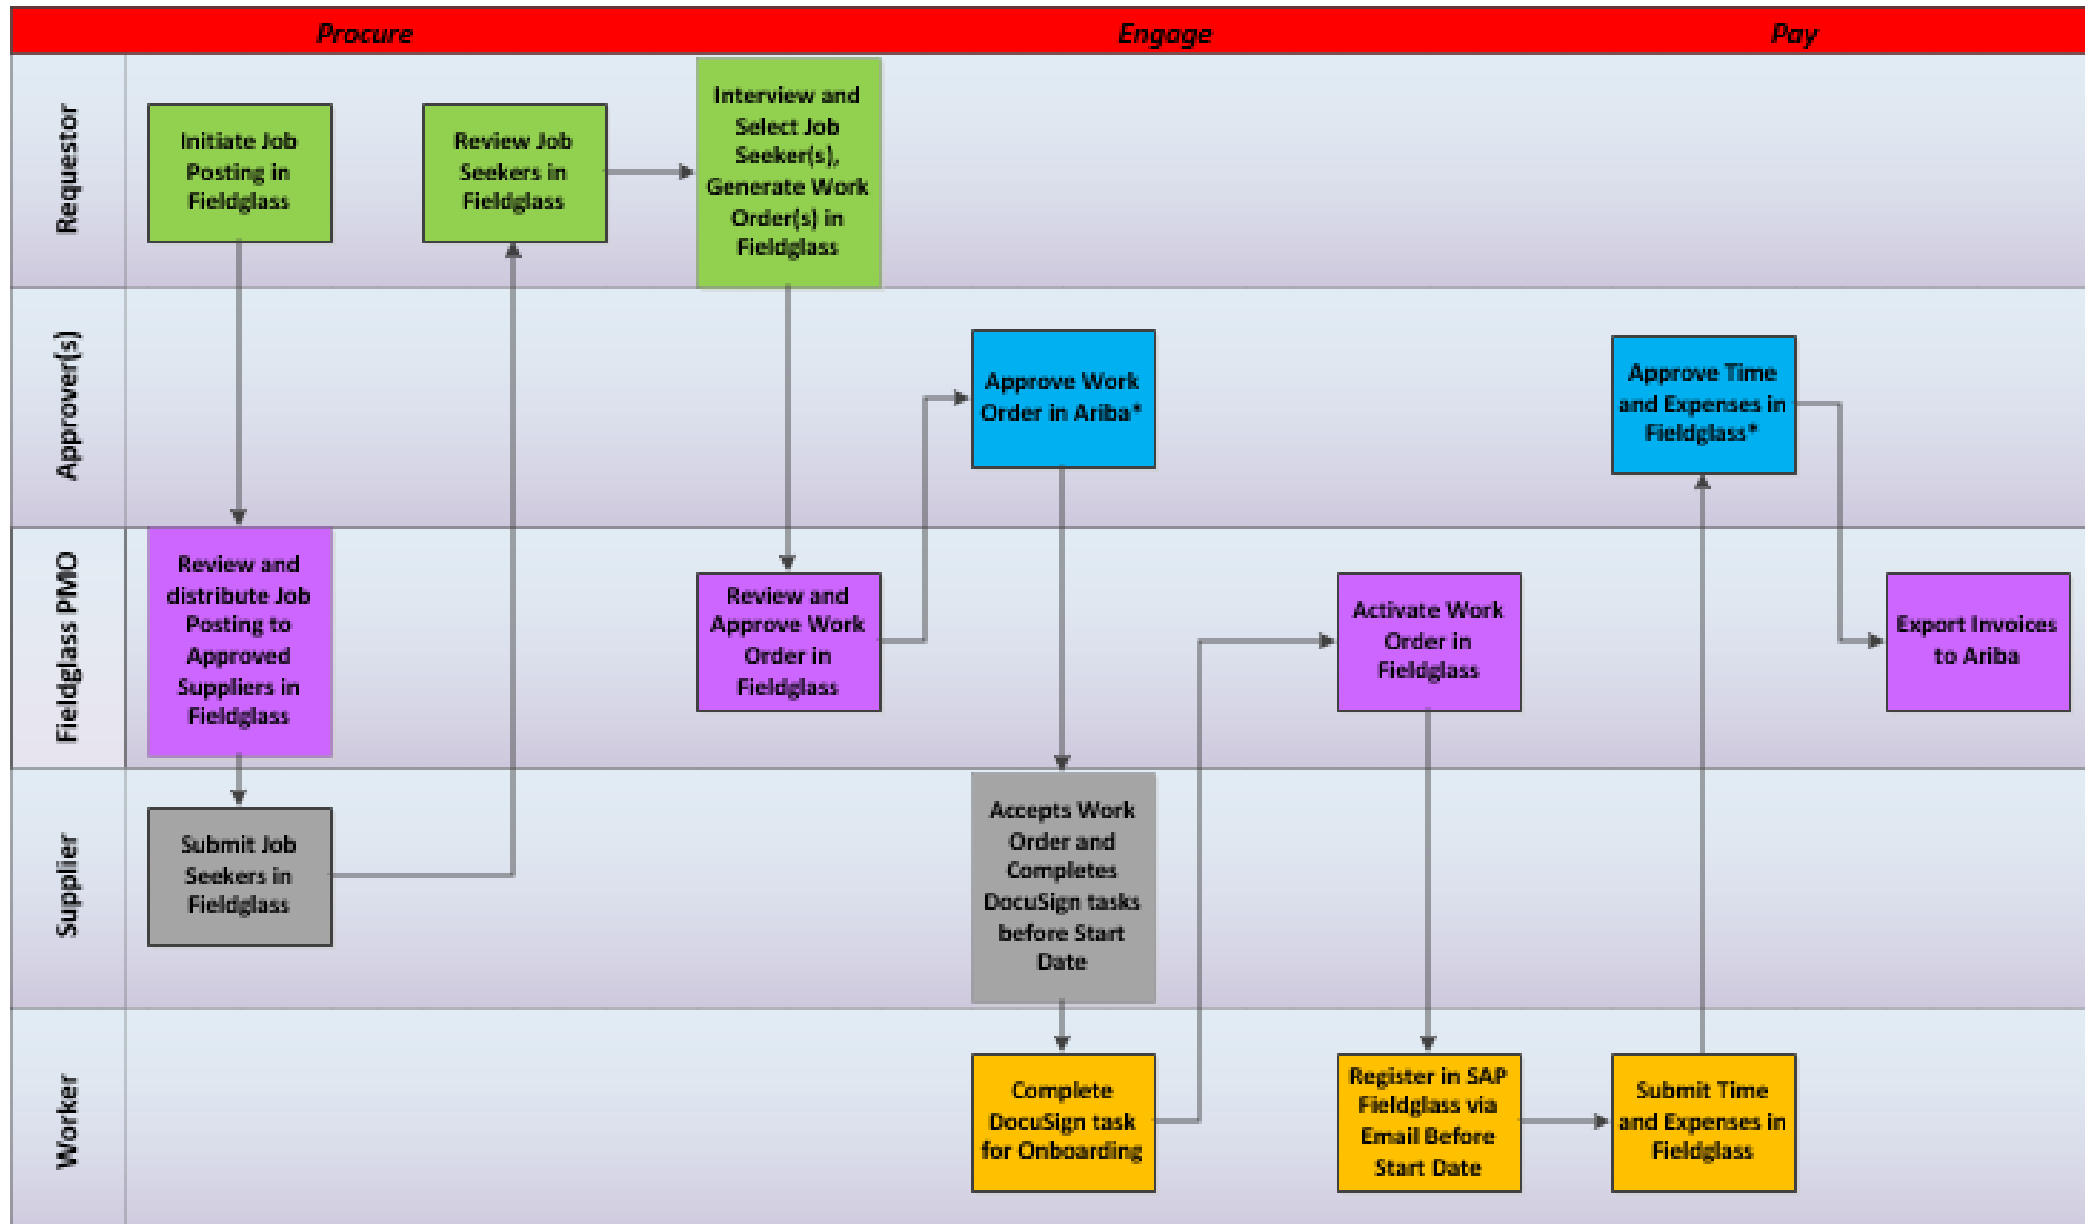 Procure
Engage
Pay
Requestor
Initiate Job
Posting in
Fieldglass
Review Job
Seekers in
Fieldglass
Interview and
Select Job
Seeker(s),
Generate Work
Order(s) in
Fieldglass
Approver(s)
Approve Work
Order in Ariba*
Approve Time
and Expenses in
Fieldglass*
Fieldglass PMO
Review and
distribute Job
Posting to
Approved
Suppliers in
Fieldglass
Review and
Approve Work
Order in
Fieldglass
Activate Work
Order in
Fieldglass
Export Invoices
to Ariba
Supplier
Submit Job
Seekers in
Fieldglass
Accepts Work
Order and
Completes
DocuSign tasks
before Start
Date
Worker
Complete
DocuSign task
for Onboarding
Register in SAP
Fieldglass via
Email Before
Start Date
Submit Time
and Expenses in
Fieldglass